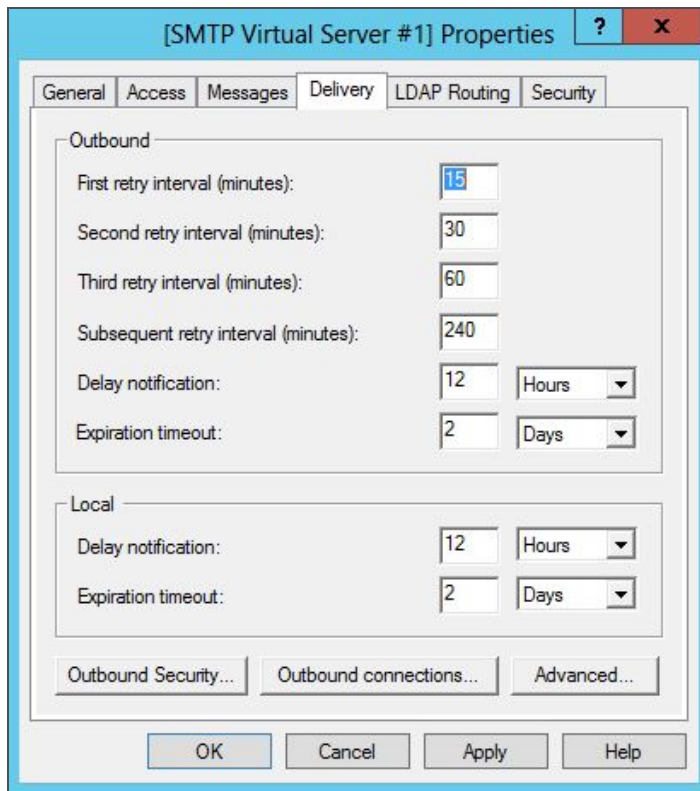 [SMTP Virtual Server #1] Properties ? x
General Access Messages Delivery LDAP Routing Security
Outbound
First retry interval (minutes): 15
Second retry interval (minutes): 30
Third retry interval (minutes): 60
Subsequent retry interval (minutes): 240
Delay notification: 12 Hours
Expiration timeout: 2 Days
Local
Delay notification: 12 Hours
Expiration timeout: 2 Days
Outbound Security... Outbound connections... Advanced...
OK Cancel Apply Help